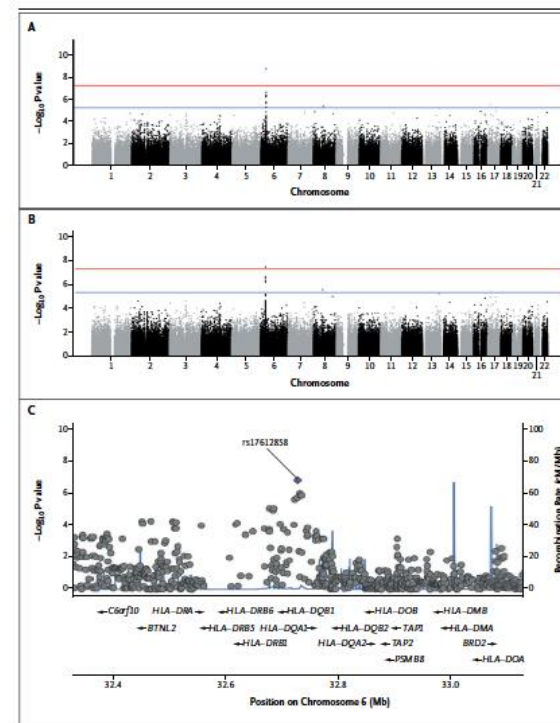 A
10
8
6
4
2
0
−Log10 P value
1 2 3 4 5 6 7 8 9 10 11 12 13 14 15 16 17 18 19 20 22
21
Chromosome
B
10
8
6
4
2
0
−Log10 P value
1 2 3 4 5 6 7 8 9 10 11 12 13 14 15 16 17 18 19 20 22
21
Chromosome
C
rs17612858
10
8
6
4
2
0
−Log10 P value
100
80
60
40
20
0
Recombination Rate (cM/Mb)
C6orf10 HLA–DRA HLA–DRB6 HLA–DQB1 HLA–DOB HLA–DMB
BTNL2 HLA–DRB5 HLA–DQA1 HLA–DQB2 TAP1 HLA–DMA
HLA–DRB1 HLA–DQA2 TAP2 BRD2
PSMB8 HLA–DOA
32.4 32.6 32.8 33.0
Position on Chromosome 6 (Mb)